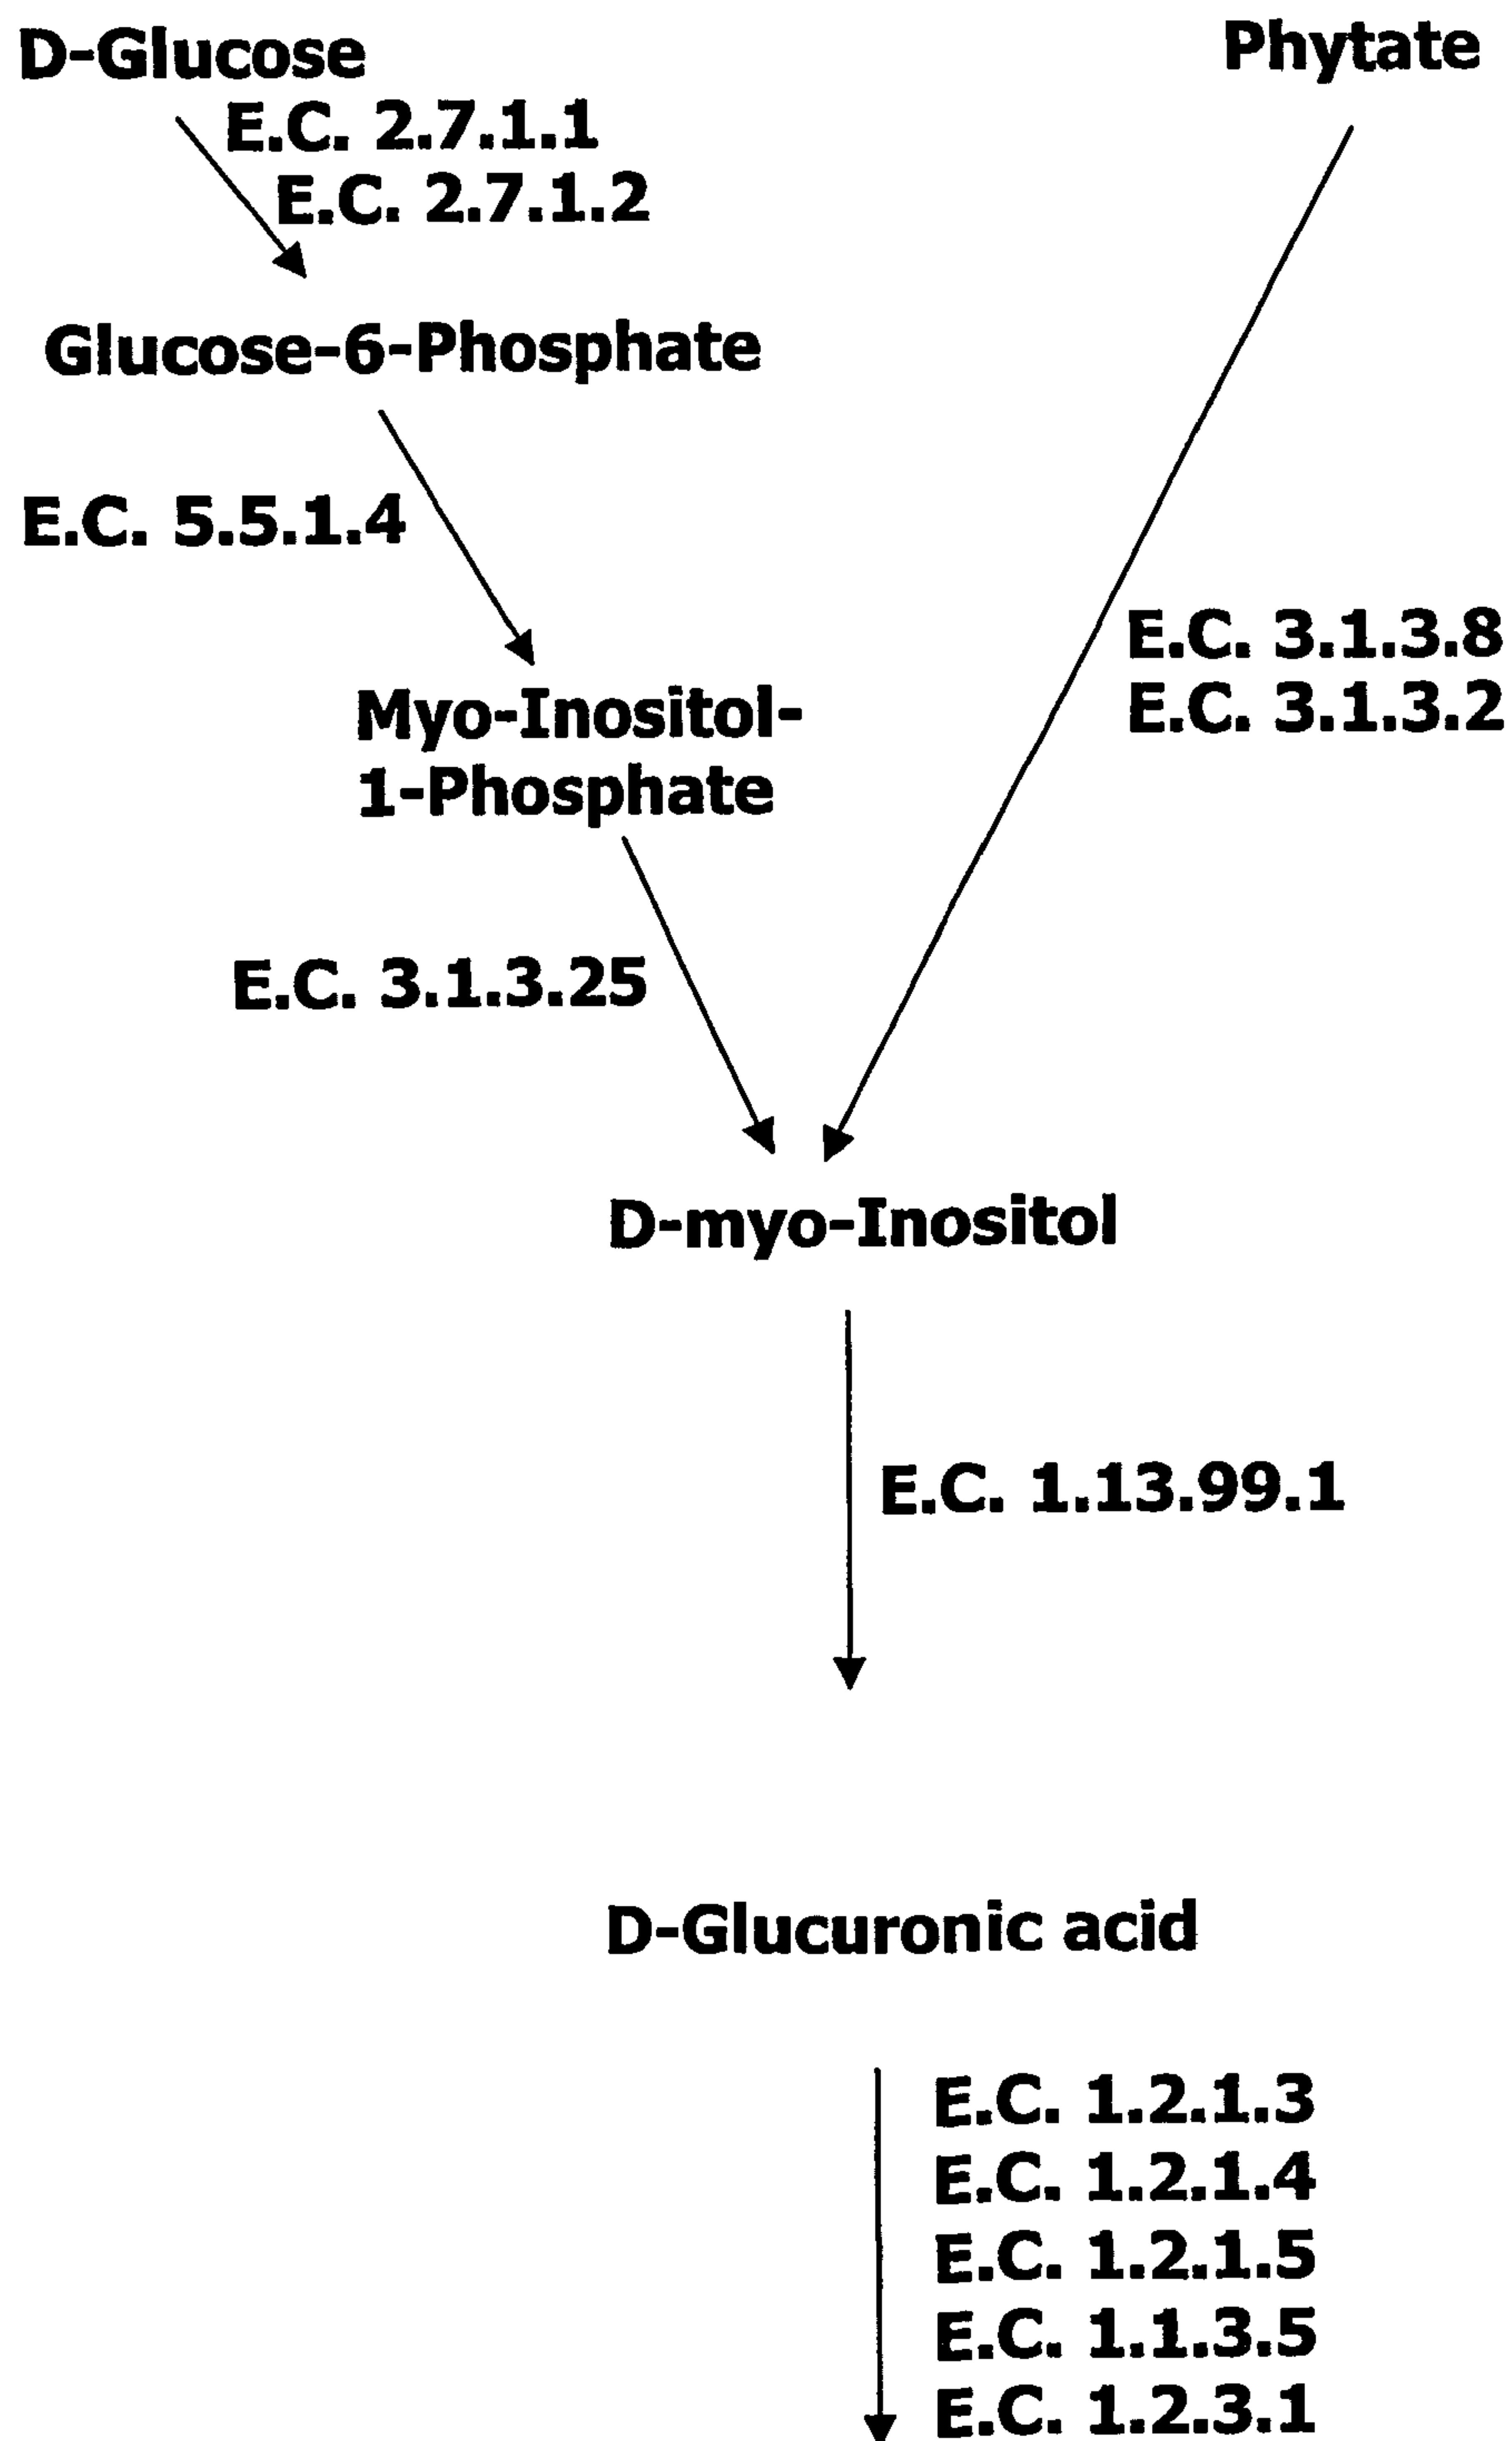 D-Glucose
Phytate
E.C. 2.7.1.1
E.C. 2.7.1.2
Glucose-6-Phosphate
E.C. 5.5.1.4
E.C. 3.1.3.8
E.C. 3.1.3.2
Myo-Inositol-
1-Phosphate
E.C. 3.1.3.25
D-myo-Inositol
E.C. 1.13.99.1
D-Glucuronic acid
E.C. 1.2.1.3
E.C. 1.2.1.4
E.C. 1.2.1.5
E.C. 1.1.3.5
E.C. 1.2.3.1